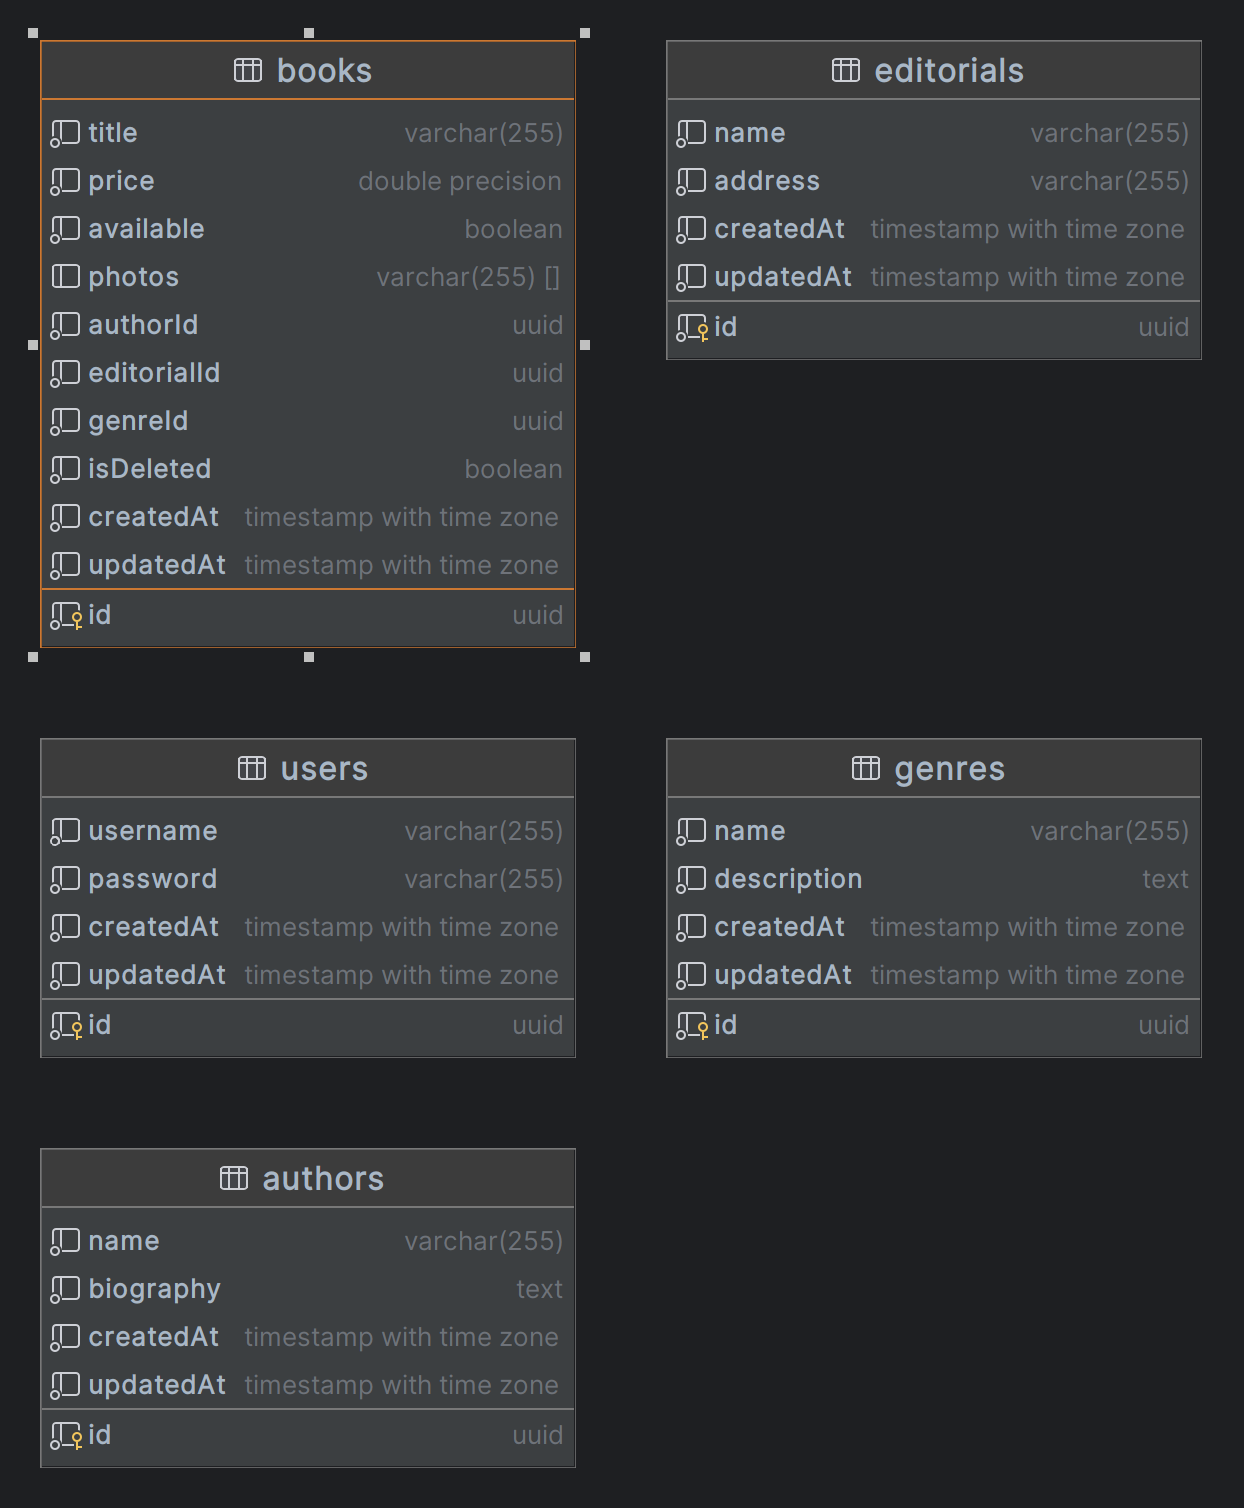 books
title varchar(255)
price double precision
available boolean
photos varchar(255) []
authorId uuid
editorialId uuid
genreId uuid
isDeleted boolean
createdAt timestamp with time zone
updatedAt timestamp with time zone
id uuid
editorials
name varchar(255)
address varchar(255)
createdAt timestamp with time zone
updatedAt timestamp with time zone
id uuid
users
username varchar(255)
password varchar(255)
createdAt timestamp with time zone
updatedAt timestamp with time zone
id uuid
genres
name varchar(255)
description text
createdAt timestamp with time zone
updatedAt timestamp with time zone
id uuid
authors
name varchar(255)
biography text
createdAt timestamp with time zone
updatedAt timestamp with time zone
id uuid